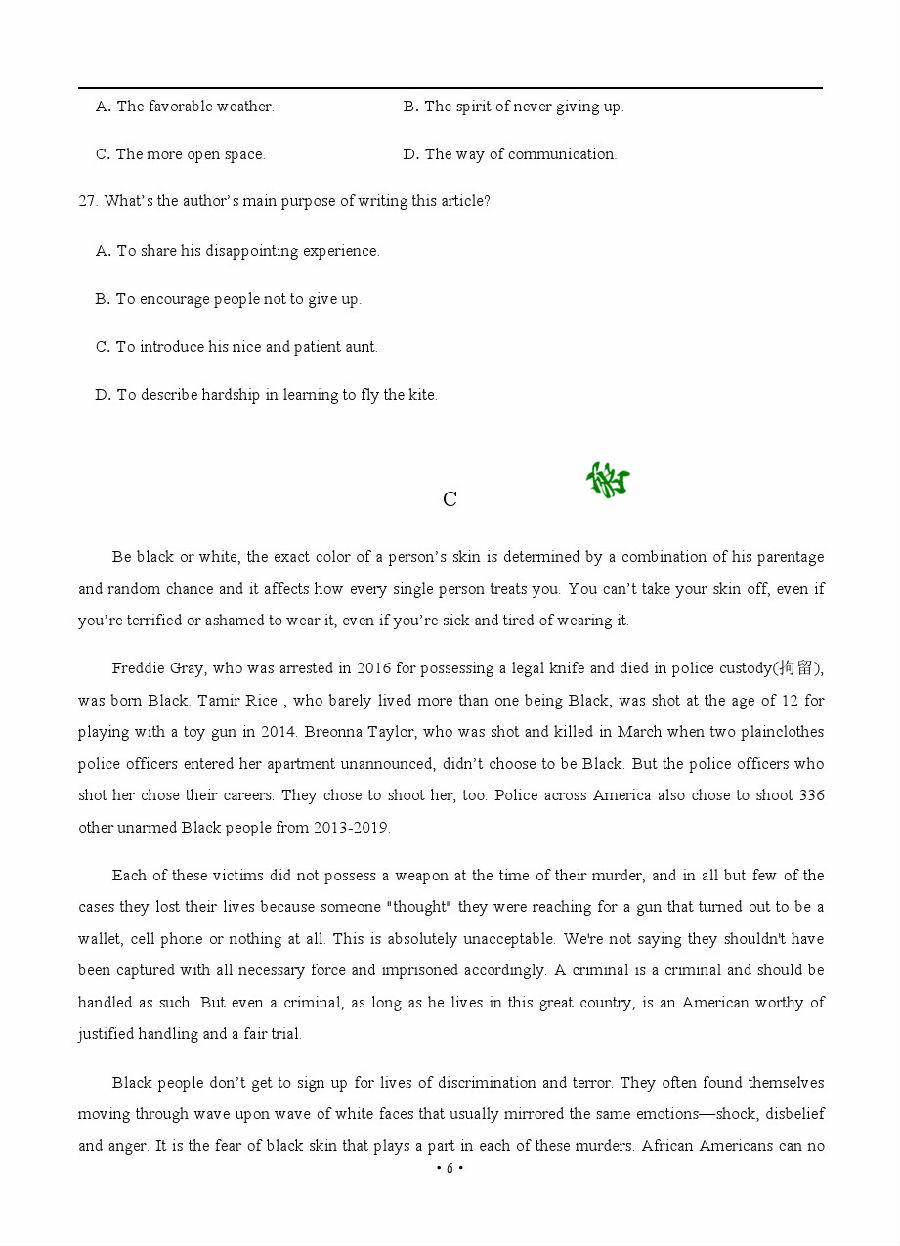 A. The favorable weather. B. The spirit of never giving up.
C. The more open space. D. The way of communication.
27. What's the author's main purpose of writing this article?
A. To share his disappointing experience.
B. To encourage people not to give up.
C. To introduce his nice and patient aunt.
D. To describe hardship in learning to fly the kite.
C
Be black or white, the exact color of a person's skin is determined by a combination of his parentage
and random chance and it affects how every single person treats you. You can't take your skin off, even if
you're terrified or ashamed to wear it, even if you're sick and tired of wearing it.
Freddie Gray, who was arrested in 2016 for possessing a legal knife and died in police custody(拘留),
was born Black. Tamir Rice , who barely lived more than one being Black, was shot at the age of 12 for
playing with a toy gun in 2014. Breonna Taylor, who was shot and killed in March when two plainclothes
police officers entered her apartment unannounced, didn't choose to be Black. But the police officers who
shot her chose their careers. They chose to shoot her, too. Police across America also chose to shoot 336
other unarmed Black people from 2013-2019.
Each of these victims did not possess a weapon at the time of their murder, and in all but few of the
cases they lost their lives because someone "thought" they were reaching for a gun that turned out to be a
wallet, cell phone or nothing at all. This is absolutely unacceptable. We're not saying they shouldn't have
been captured with all necessary force and imprisoned accordingly. A criminal is a criminal and should be
handled as such. But even a criminal, as long as he lives in this great country, is an American worthy of
justified handling and a fair trial.
Black people don't get to sign up for lives of discrimination and terror. They often found themselves
moving through wave upon wave of white faces that usually mirrored the same emotions—shock, disbelief
and anger. It is the fear of black skin that plays a part in each of these murders. African Americans can no
• 6 •